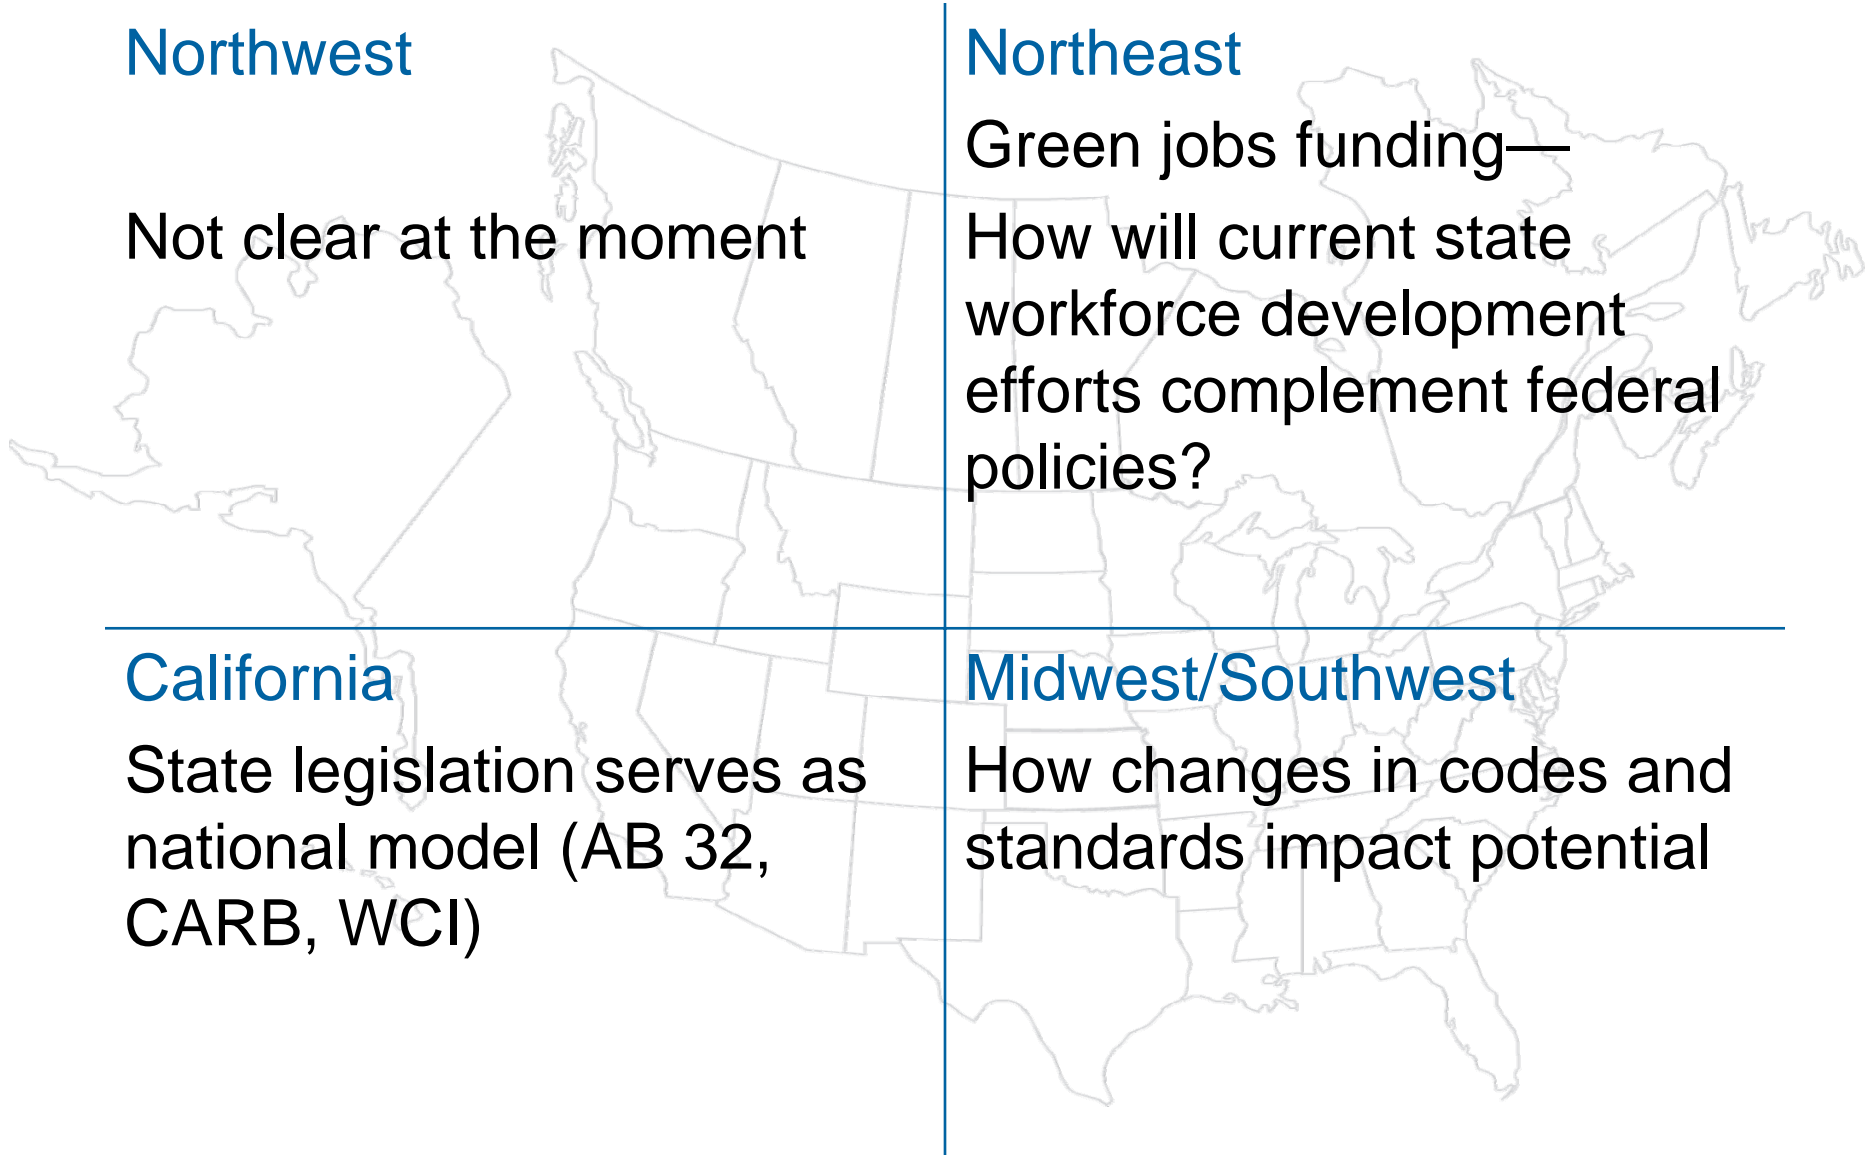 Northwest
Not clear at the moment
Northeast
Green jobs funding—
How will current state
workforce development
efforts complement federal
policies?
California
State legislation serves as
national model (AB 32,
CARB, WCI)
Midwest/Southwest
How changes in codes and
standards impact potential